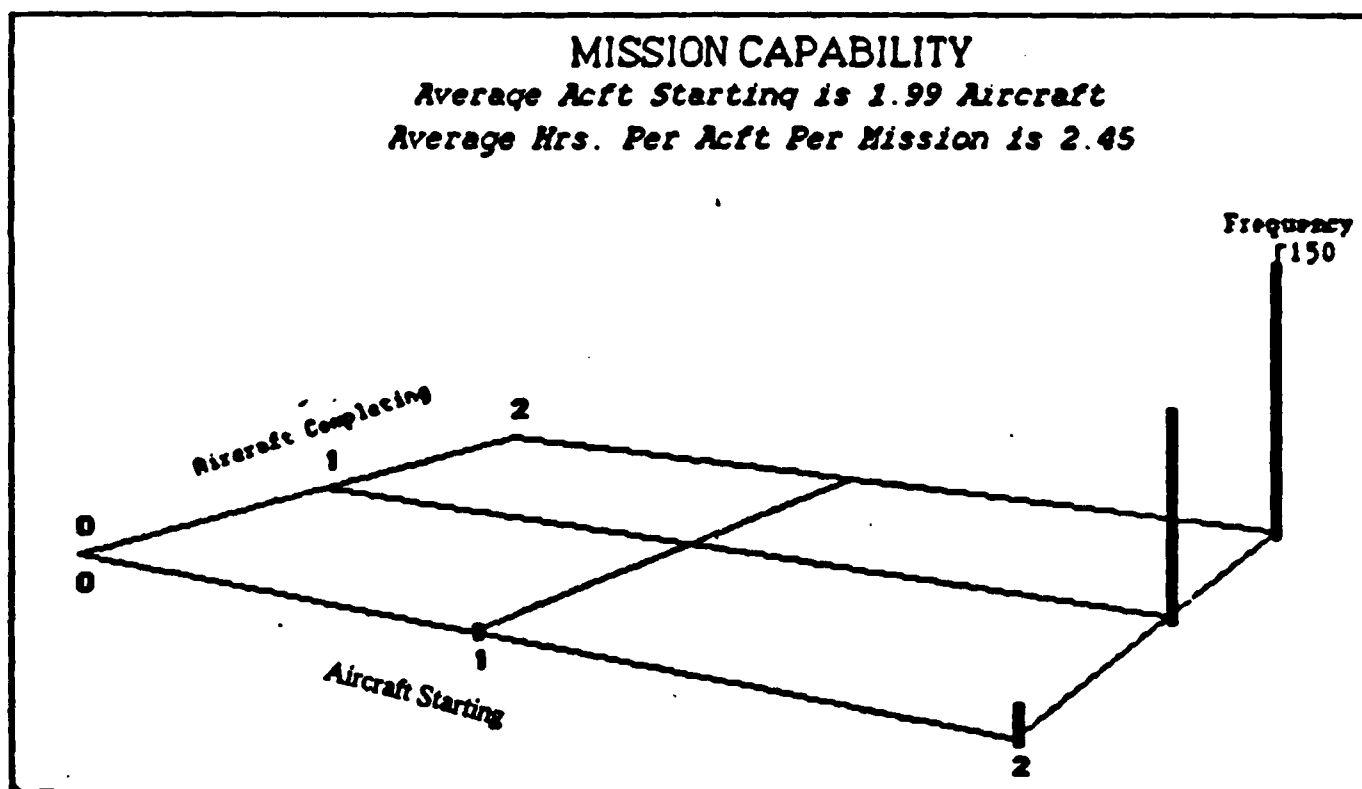 MISSION CAPABILITY
Average Acft Starting is 1.99 Aircraft
Average Hrs. Per Acft Per Mission is 2.45
Frequency
150
Aircraft Completing
2
1
0
0
1
Aircraft Starting
2